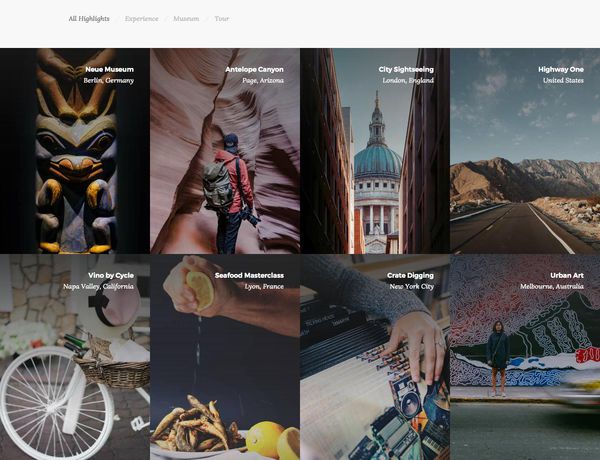 All Highlights / Experience / Museum / Tour
Neue Museum
Berlin, Germany
Antelope Canyon
Page, Arizona
City Sightseeing
London, England
Highway One
United States
Vino by Cycle
Napa Valley, California
Seafood Masterclass
Lyon, France
Crate Digging
New York City
Urban Art
Melbourne, Australia
TALKING HEADS